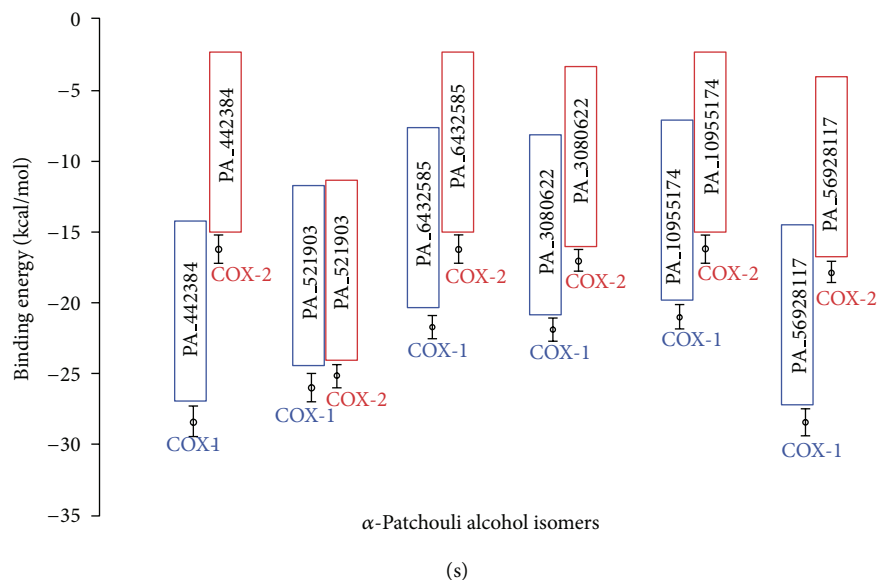 0
−5
−10
−15
−20
−25
−30
−35
Binding energy (kcal/mol)
PA_442384
COX-1
PA_442384
COX-2
PA_521903
COX-1
PA_521903
COX-2
PA_6432585
COX-1
PA_6432585
COX-2
PA_3080622
COX-1
PA_3080622
COX-2
PA_10955174
COX-1
PA_10955174
COX-2
PA_56928117
COX-1
PA_56928117
COX-2
α-Patchouli alcohol isomers
(s)